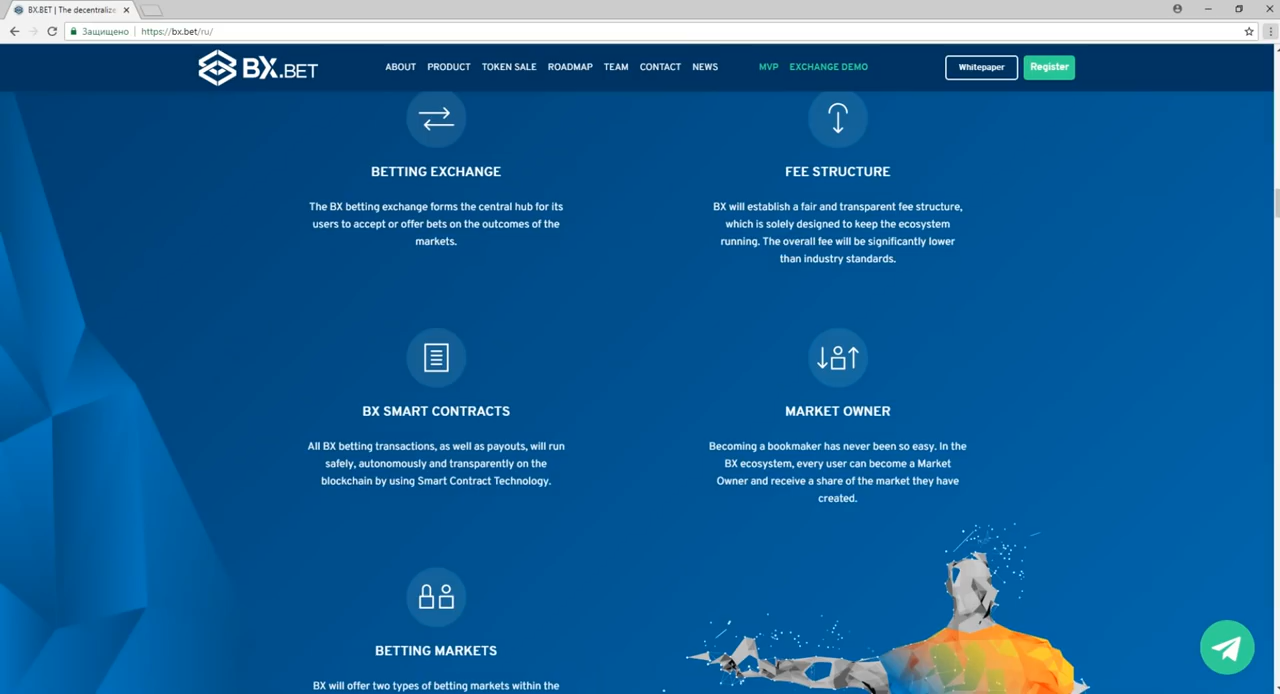 BX.BET | The decentralize
Защищено
https://bx.bet/ru/
BX.BET
ABOUT PRODUCT TOKEN SALE ROADMAP TEAM CONTACT NEWS MVP EXCHANGE DEMO Whitepaper Register
BETTING EXCHANGE
The BX betting exchange forms the central hub for its
users to accept or offer bets on the outcomes of the
markets.
FEE STRUCTURE
BX will establish a fair and transparent fee structure,
which is solely designed to keep the ecosystem
running. The overall fee will be significantly lower
than industry standards.
BX SMART CONTRACTS
All BX betting transactions, as well as payouts, will run
safely, autonomously and transparently on the
blockchain by using Smart Contract Technology.
MARKET OWNER
Becoming a bookmaker has never been so easy. In the
BX ecosystem, every user can become a Market
Owner and receive a share of the market they have
created.
BETTING MARKETS
BX will offer two types of betting markets within the